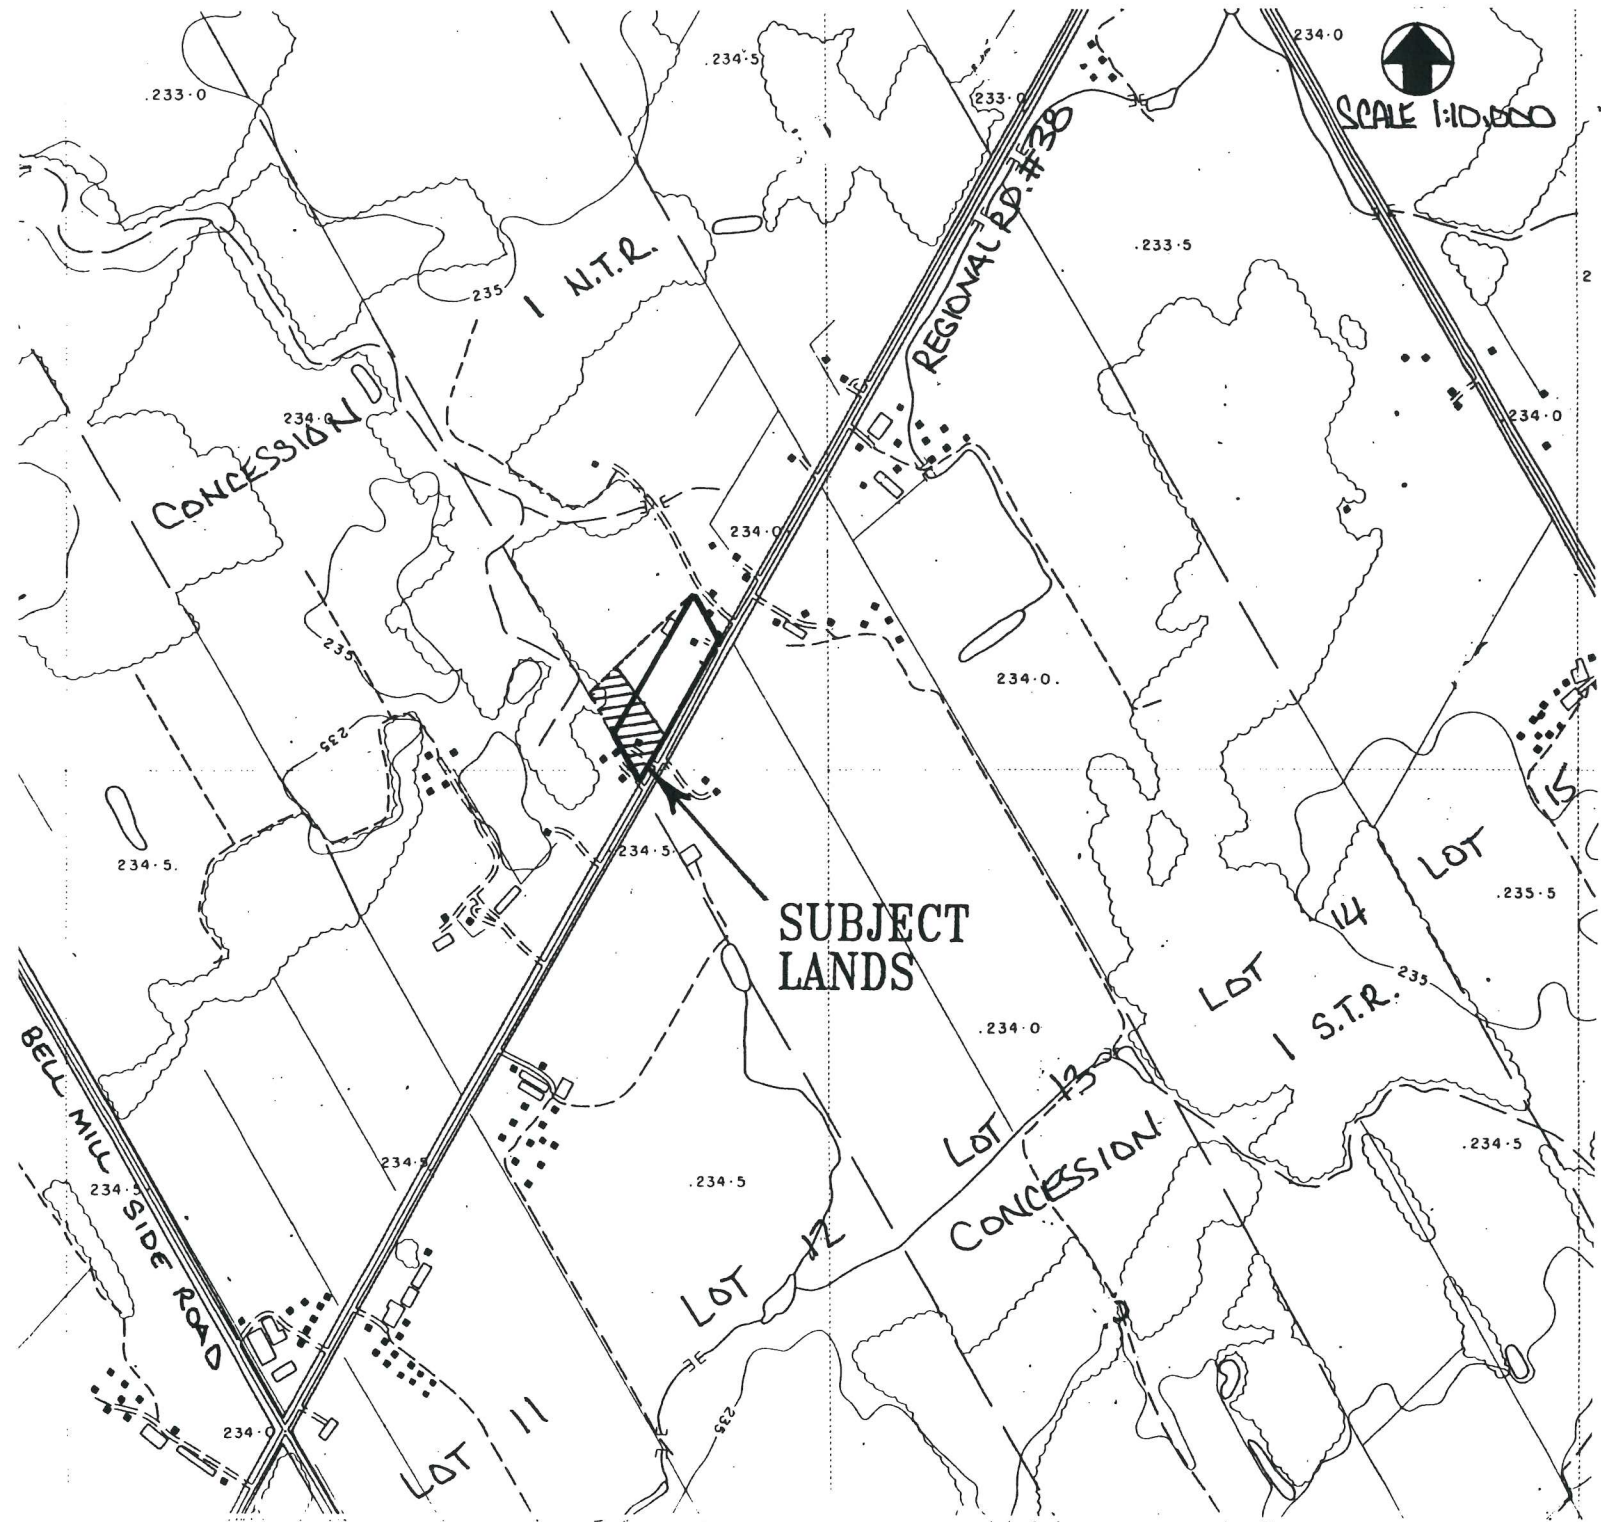 234·0
.234·5
.233·0
233·0
SCALE 1:10,000
REGIONAL RD. #38
.233·5
1 N.T.R.
235
2
234·0
CONCESSION
234·0
234·0
235
234·0.
235
15
234·5.
234·5.
LOT
.235·5
SUBJECT
LANDS
14
LOT
235
1 S.T.R.
.234·0
BELL MILL SIDE ROAD
13
LOT
CONCESSION
.234·5
234·5
234·5
.234·5
12
LOT
235
11
LOT
234·0